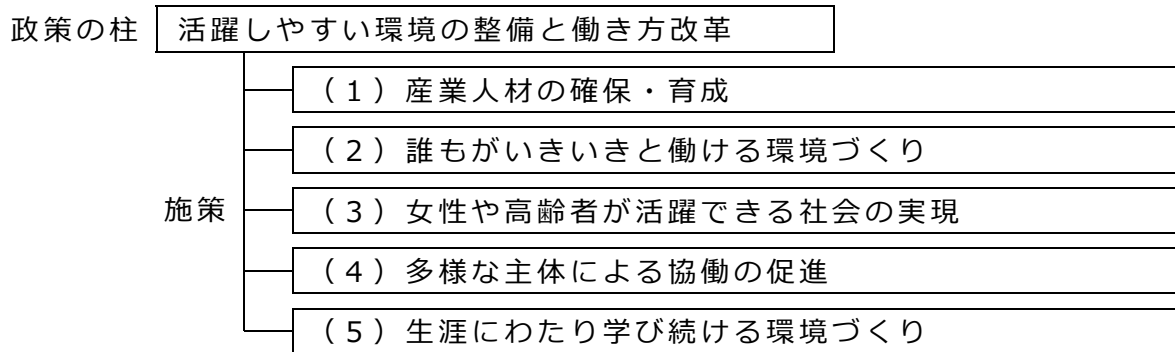 政策の柱 活躍しやすい環境の整備と働き方改革
（１）産業人材の確保・育成
（２）誰もがいきいきと働ける環境づくり
施策 （３）女性や高齢者が活躍できる社会の実現
（４）多様な主体による協働の促進
（５）生涯にわたり学び続ける環境づくり